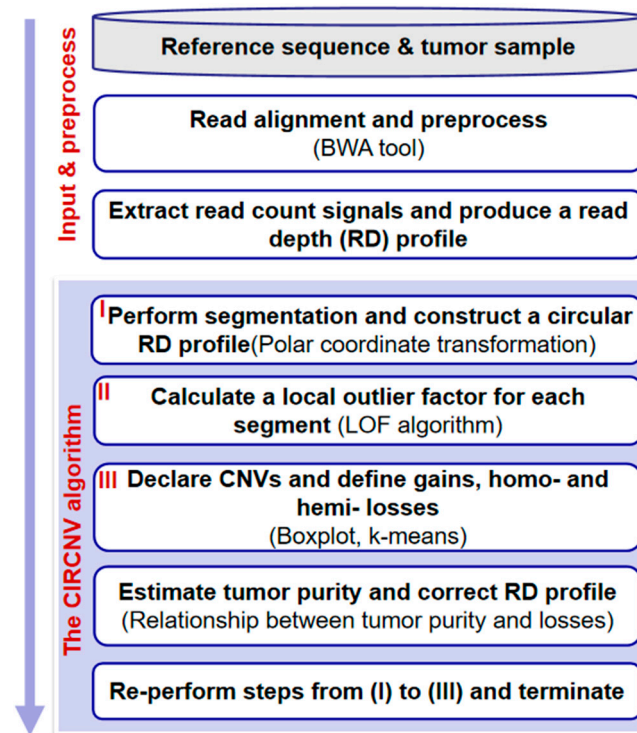 Input & preprocess
Reference sequence & tumor sample
Read alignment and preprocess
(BWA tool)
Extract read count signals and produce a read
depth (RD) profile
The CIRCNV algorithm
I Perform segmentation and construct a circular
RD profile(Polar coordinate transformation)
II Calculate a local outlier factor for each
segment (LOF algorithm)
III Declare CNVs and define gains, homo- and
hemi- losses
(Boxplot, k-means)
Estimate tumor purity and correct RD profile
(Relationship between tumor purity and losses)
Re-perform steps from (I) to (III) and terminate